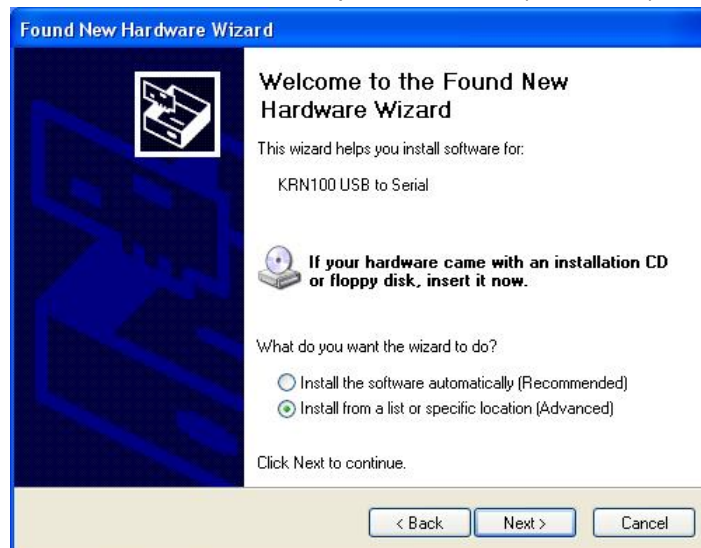 Found New Hardware Wizard
Welcome to the Found New
Hardware Wizard
This wizard helps you install software for:
KRN100 USB to Serial
If your hardware came with an installation CD
or floppy disk, insert it now.
What do you want the wizard to do?
Install the software automatically (Recommended)
Install from a list or specific location (Advanced)
Click Next to continue.
< Back
Next >
Cancel